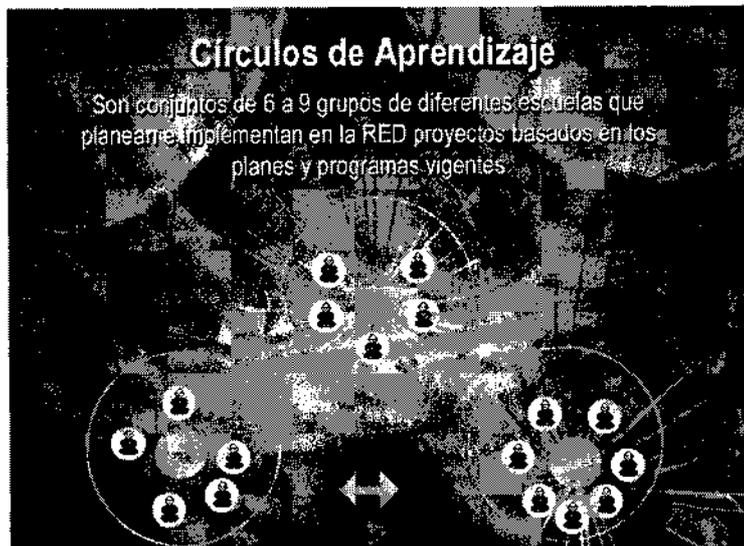 Círculos de Aprendizaje
Son conjuntos de 6 a 9 grupos de diferentes escuelas que
planean e implementan en la RED proyectos basados en los
planes y programas vigentes